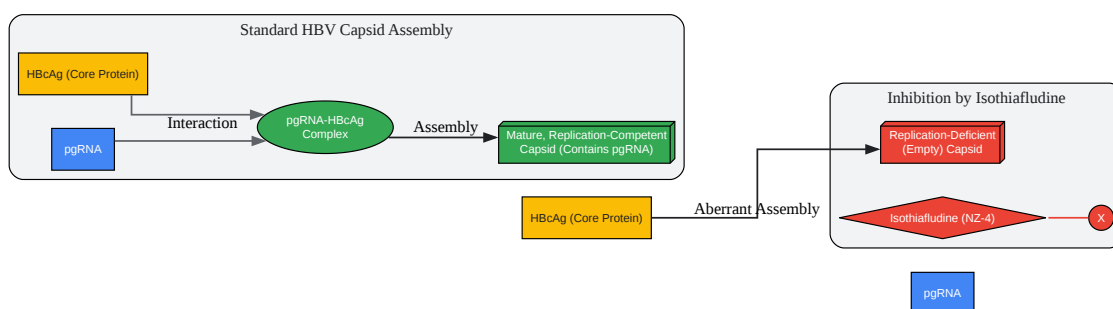 Standard HBV Capsid Assembly
HBcAg (Core Protein)
Interaction
pgRNA
pgRNA-HBcAg
Complex
Assembly
Mature, Replication-Competent
Capsid (Contains pgRNA)
Inhibition by Isothiafludine
Replication-Deficient
(Empty) Capsid
HBcAg (Core Protein)
Aberrant Assembly
Isothiafludine (NZ-4)
X
pgRNA